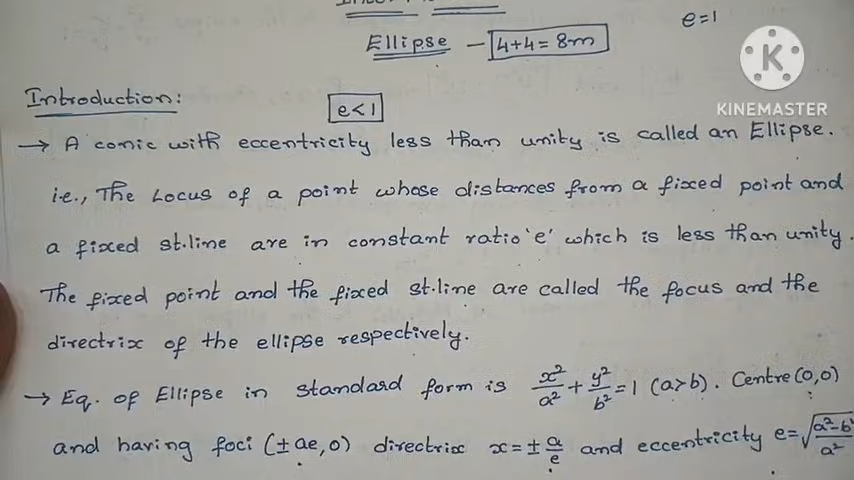 Ellipse - 4+4=8m
e=1
KINEMASTER
Introduction:
e<1
→ A conic with eccentricity less than unity is called an Ellipse.
i.e., The Locus of a point whose distances from a fixed point and
a fixed st.line are in constant ratio 'e' which is less than unity.
The fixed point and the fixed st.line are called the focus and the
directrix of the ellipse respectively.
→ Eq. of Ellipse in standard form is x²/a² + y²/b² = 1 (a>b). Centre (0,0)
and having foci (±ae,0) directrix x=±a/e and eccentricity e=√(a²-b²/a²)